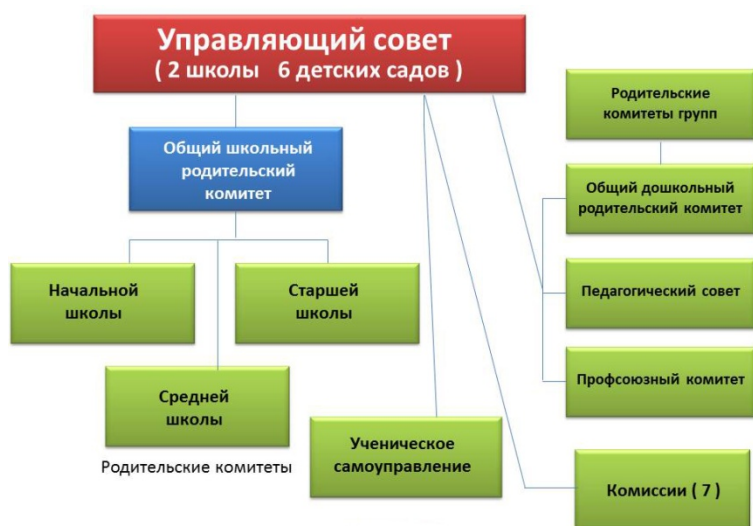 Управляющий совет
( 2 школы 6 детских садов )
Общий школьный
родительский
комитет
Начальной
школы
Старшей
школы
Средней
школы
Родительские комитеты
Ученическое
самоуправление
Родительские
комитеты групп
Общий дошкольный
родительский комитет
Педагогический совет
Профсоюзный комитет
Комиссии ( 7 )